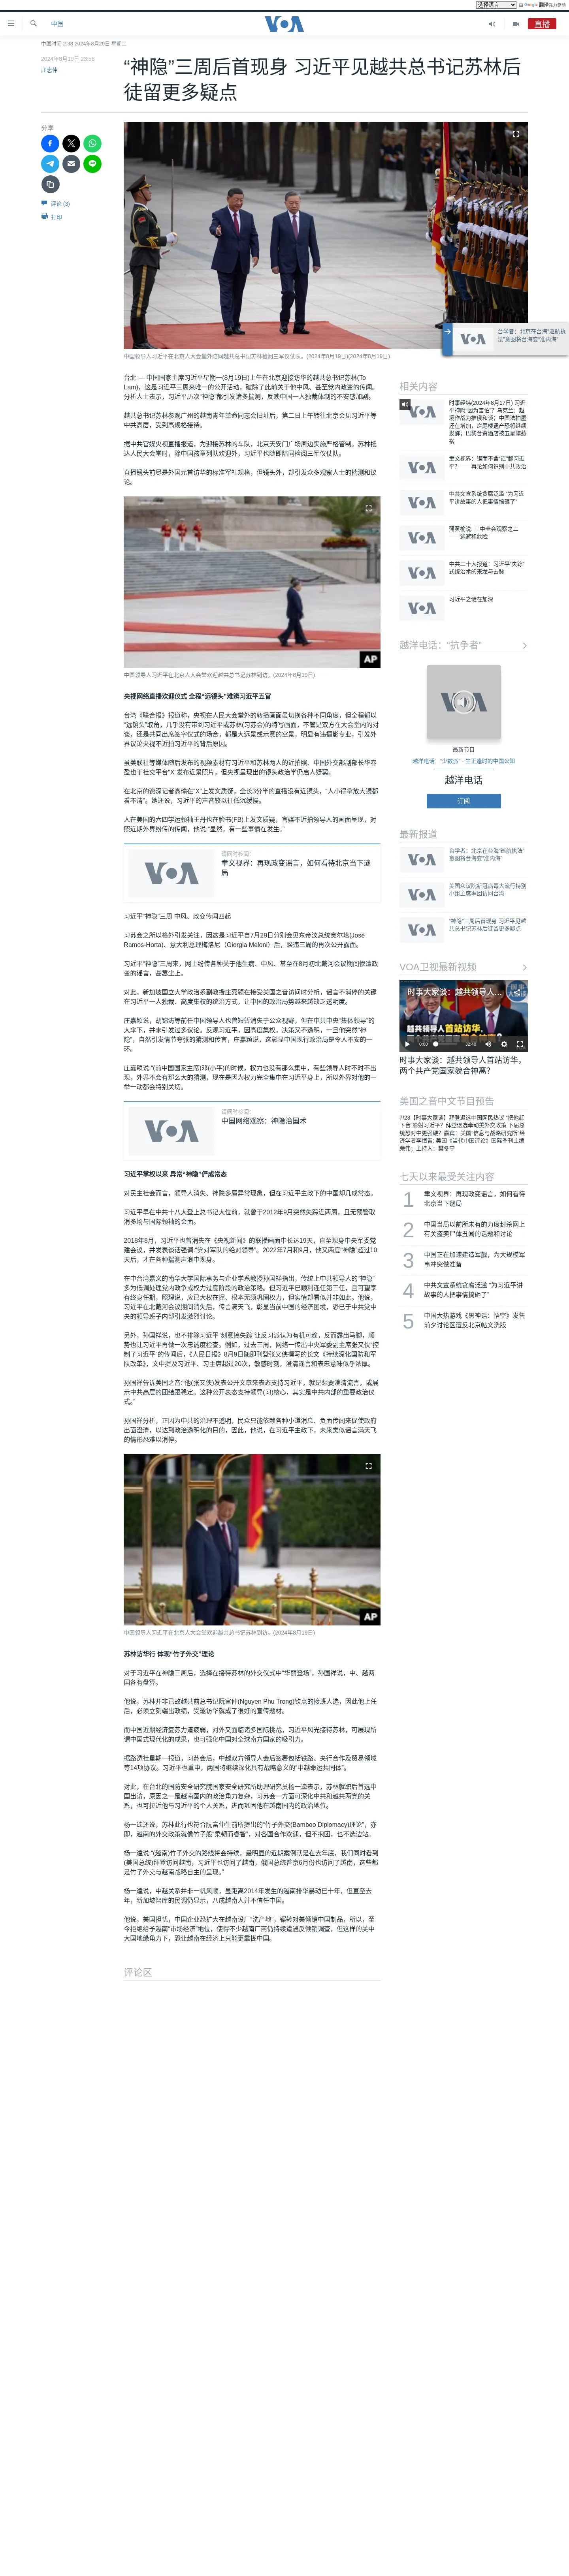 选择语言
由 Google 翻译强力驱动
中国
VOA
直播
中国时间 2:38 2024年8月20日 星期二
2024年8月19日 23:58
庄志伟
“神隐”三周后首现身 习近平见越共总书记苏林后
徒留更多疑点
分享
评论 (3)
打印
中国领导人习近平在北京人大会堂外陪同越共总书记苏林检阅三军仪仗队。(2024年8月19日)(2024年8月19日)
台学者：北京在台海“巡航执
法”意图将台海变“准内海”
台北 — 中国国家主席习近平星期一(8月19日)上午在北京迎接访华的越共总书记苏林(To
Lam)，这是习近平三周来唯一的公开活动，破除了此前关于他中风、甚至党内政变的传闻。
分析人士表示，习近平历次“神隐”都引发诸多揣测，反映中国一人独裁体制的不安感加剧。
越共总书记苏林参观广州的越南青年革命同志会旧址后，第二日上午转往北京会见习近平等
中共高层，受到高规格接待。
据中共官媒央视直播报道，为迎接苏林的车队，北京天安门广场周边实施严格管制。苏林抵
达人民大会堂时，除中国孩童列队欢迎外，习近平也随即陪同检阅三军仪仗队。
直播镜头前尽是外国元首访华的标准军礼规格，但镜头外，却引发众多观察人士的揣测和议
论。
AP
中国领导人习近平在北京人大会堂欢迎越共总书记苏林到访。(2024年8月19日)
央视网络直播欢迎仪式 全程“远镜头”难辨习近平五官
台湾《联合报》报道称，央视在人民大会堂外的转播画面虽切换各种不同角度，但全程都以
“远镜头”取角，几乎没有带到习近平或苏林(习苏会)的特写画面，不管是双方在大会堂内的对
谈，还是共同出席签字仪式的场合，都是大远景或示意的空景，明显有违摄影专业，引发外
界议论央视不近拍习近平的背后原因。
虽美联社等媒体随后发布的视频素材有习近平和苏林两人的近拍照，中国外交部副部长华春
盈也于社交平台“X”发布近景照片，但央视呈现出的镜头政治学仍启人疑窦。
在北京的资深记者高瑜在“X”上发文质疑，全长3分半的直播没有近镜头，“人小得拿放大镜都
看不清”。她还说，习近平的声音较以往低沉缓慢。
人在美国的六四学运领袖王丹也在脸书(FB)上发文质疑，官媒不近拍领导人的画面呈现，对
照近期外界纷传的传闻，他说:“显然，有一些事情在发生。”
请同时参阅:
聿文视界：再现政变谣言，如何看待北京当下谜
局
习近平“神隐”三周 中风、政变传闻四起
习苏会之所以格外引发关注，因这是习近平自7月29日分别会见东帝汶总统奥尔塔(José
Ramos-Horta)、意大利总理梅洛尼（Giorgia Meloni）后，睽违三周的再次公开露面。
习近平“神隐”三周来，网上纷传各种关于他生病、中风、甚至在8月初北戴河会议期间惨遭政
变的谣言，甚嚣尘上。
对此，新加坡国立大学政治系副教授庄嘉颖在接受美国之音访问时分析，谣言不消停的关键
在习近平一人独裁、高度集权的统治方式，让中国的政治局势越来越缺乏透明度。
庄嘉颖说，胡锦涛等前任中国领导人也曾短暂消失于公众视野，但在中共中央“集体领导”的
大伞下，并未引发过多议论。反观习近平，因高度集权，决策又不透明，一旦他突然“神
隐”，自然引发情节夸张的猜测和传言，庄嘉颖说，这彰显中国现行政治局是令人不安的一
环。
庄嘉颖说:“(前中国国家主席)邓(小平)的时候，权力也没有那么集中，有些领导人时不时不出
现，外界不会有那么大的猜测，现在是因为权力完全集中在习近平身上，所以外界对他的一
举一动都会特别关切。
请同时参阅:
中国网络观察：神隐治国术
习近平掌权以来 异常“神隐”俨成常态
对民主社会而言，领导人消失、神隐多属异常现象，但在习近平主政下的中国却几成常态。
习近平早在中共十八大登上总书记大位前，就曾于2012年9月突然失踪近两周，且无预警取
消多场与国际领袖的会面。
2018年8月，习近平也曾消失在《央视新闻》的联播画面中长达19天，直至现身中央军委党
建会议，并发表谈话强调:“党对军队的绝对领导”。2022年7月和9月，他又两度“神隐”超过10
天后，才在各种揣测声浪中现身。
在中台湾嘉义的南华大学国际事务与企业学系教授孙国祥指出，传统上中共领导人的“神隐”
多为低调处理党内政争或权力过渡阶段的政治策略。但习近平已顺利连任第三任，且可望享
有终身任期，照理说，应已大权在握、根本无须巩固权力，但实情却看似并非如此。他说，
习近平在北戴河会议期间消失后，传言满天飞，彰显当前中国的经济困境，恐已于中共党中
央的领导班子内部引发激烈讨论。
另外，孙国祥说，也不排除习近平“刻意搞失踪”让反习派认为有机可趁，反而露出马脚，顺
势也让习近平再做一次忠诚度检查。例如，过去三周，网络一传出中央军委副主席张又侠“控
制了习近平”的传闻后，《人民日报》8月9日随即刊登张又侠撰写的长文《持续深化国防和军
队改革》，文中提及习近平、习主席超过20次，敏感时刻，澄清谣言和表忠意味似乎浓厚。
孙国祥告诉美国之音:“他(张又侠)发表公开文章来表态支持习近平，就是想要澄清流言，或展
示中共高层的团结跟稳定。这种公开表态支持领导(习)核心，其实是中共内部的重要政治仪
式。”
孙国祥分析，正因为中共的治理不透明，民众只能依赖各种小道消息、负面传闻来促使政府
出面澄清，以达到政治透明化的目的，因此，他说，在习近平主政下，未来类似谣言满天飞
的情形恐难以消停。
AP
中国领导人习近平在北京人大会堂欢迎越共总书记苏林到访。(2024年8月19日)
苏林访华行 体现“竹子外交”理论
对于习近平在神隐三周后，选择在接待苏林的外交仪式中“华丽登场”，孙国祥说，中、越两
国各有盘算。
他说，苏林并非已故越共前总书记阮富仲(Nguyen Phu Trong)钦点的接班人选，因此他上任
后，必须立刻端出政绩，受邀访华就成了很好的宣传题材。
而中国近期经济复苏力道疲弱，对外又面临诸多国际挑战，习近平风光接待苏林，可展现所
谓中国式现代化的成果，也可强化中国对全球南方国家的吸引力。
据路透社星期一报道，习苏会后，中越双方领导人会后签署包括铁路、央行合作及贸易领域
等14项协议。习近平也重申，两国将继续深化具有战略意义的“中越命运共同体”。
对此，在台北的国防安全研究院国家安全研究所助理研究员杨一逵表示，苏林就职后首选中
国出访，原因之一是越南国内的政治角力复杂，习苏会一方面可深化中共和越共两党的关
系，也可拉近他与习近平的个人关系，进而巩固他在越南国内的政治地位。
杨一逵还说，苏林此行也符合阮富仲生前所提出的“竹子外交(Bamboo Diplomacy)理论”，亦
即，越南的外交政策就像竹子般“柔韧而睿智”，对各国合作欢迎，但不抱团，也不选边站。
杨一逵说:“(越南)竹子外交的路线将会持续，最明显的近期案例就是在去年底，我们同时看到
(美国总统)拜登访问越南，习近平也访问了越南，俄国总统普京6月份也访问了越南，这些都
是竹子外交与越南战略自主的呈现。”
杨一逵说，中越关系并非一帆风顺，虽距离2014年发生的越南排华暴动已十年，但直至去
年，新加坡智库的民调仍显示，八成越南人并不信任中国。
他说，美国担忧，中国企业恐扩大在越南设厂“洗产地”，辗转对美倾销中国制品，所以，至
今拒绝给予越南“市场经济”地位，使得不少越南厂商仍持续遭遇反倾销调查，但这样的美中
大国地缘角力下，恐让越南在经济上只能更靠拢中国。
评论区
相关内容
时事经纬(2024年8月17日) 习近
平神隐“因为害怕”？乌克兰：越
境作战为推俄和谈；中国法拍屋
还在增加，烂尾楼遗产恐将继续
发酵；巴黎台资酒店被五星旗惹
祸
聿文视界：谍而不食“谣”翻习近
平？——再论如何识别中共政治
中共文宣系统贪腐泛滥 “为习近
平讲故事的人把事情搞砸了”
蒲黄榆说: 三中全会观察之二
——逃避和危险
中共二十大报道：习近平“失踪”
式统治术的来龙与去脉
习近平之谜在加深
越洋电话：“抗争者”
最新节目
越洋电话：“少数派” - 生正逢时的中国公知
越洋电话
订阅
最新报道
台学者：北京在台海“巡航执法”
意图将台海变“准内海”
美国众议院新冠病毒大流行特别
小组主席率团访问台湾
“神隐”三周后首现身 习近平见越
共总书记苏林后徒留更多疑点
VOA卫视最新视频
时事大家谈：越共领导人...
越共领导人首站访华，
0:00
52:40
时事大家谈：越共领导人首站访华，
两个共产党国家貌合神离？
美国之音中文节目预告
7/23【时事大家谈】拜登退选中国网民热议 “把他赶
下台”影射习近平？拜登退选牵动美外交政策 下届总
统恐对中更强硬？嘉宾：美国“信息与战略研究所”经
济学者李恒青; 美国《当代中国评论》国际季刊主编
荣伟；主持人：樊冬宁
七天以来最受关注内容
1 聿文视界：再现政变谣言，如何看待
北京当下谜局
2 中国当局以前所未有的力度封杀网上
有关盗卖尸体丑闻的话题和讨论
3 中国正在加速建造军舰，为大规模军
事冲突做准备
4 中共文宣系统贪腐泛滥 “为习近平讲
故事的人把事情搞砸了”
5 中国大热游戏《黑神话：悟空》发售
前夕讨论区遭反北京帖文洗版